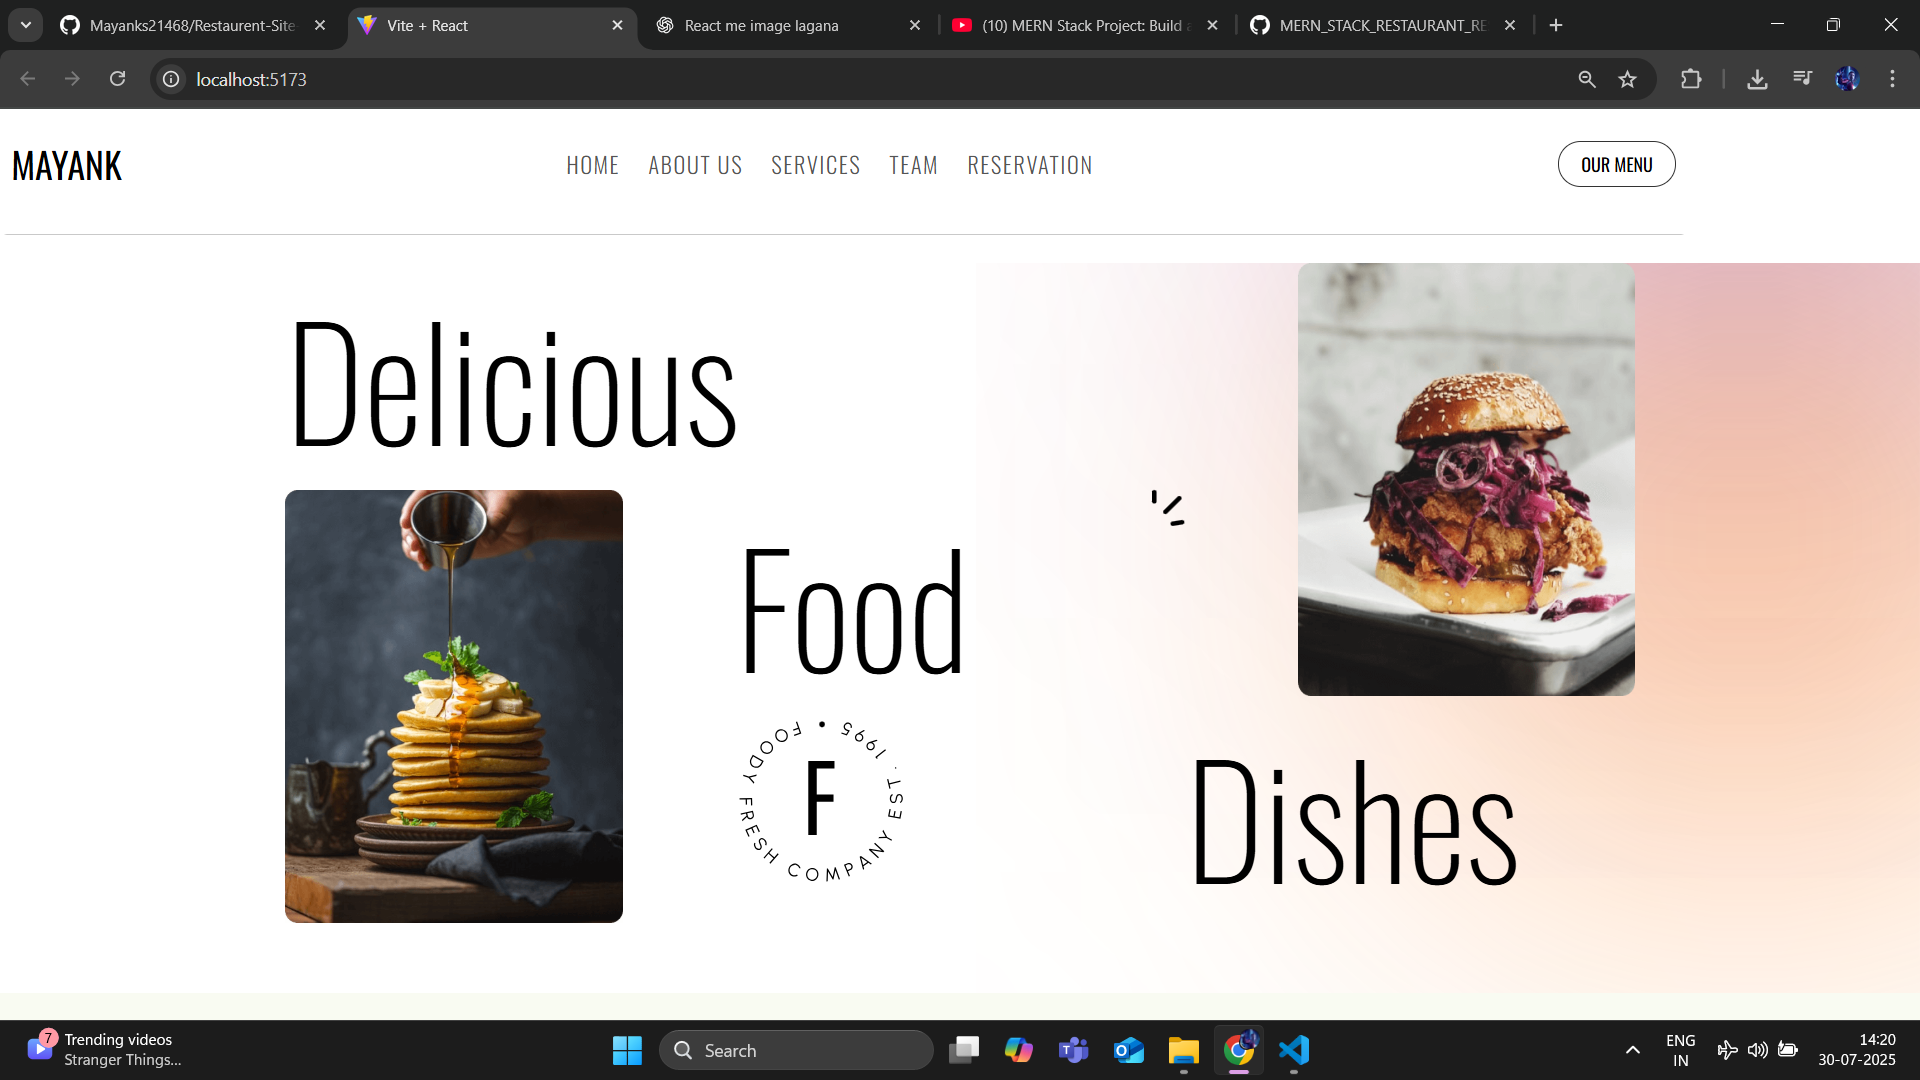 Mayanks21468/Restaurent-Site-
Vite + React
React me image lagana
(10) MERN Stack Project: Build a
MERN_STACK_RESTAURANT_RE
localhost:5173
MAYANK
HOME ABOUT US SERVICES TEAM RESERVATION
OUR MENU
Delicious
Food
F
FOODY FRESH COMPANY EST . 1995 •
Dishes
7
Trending videos
Stranger Things...
Search
ENG
IN
14:20
30-07-2025